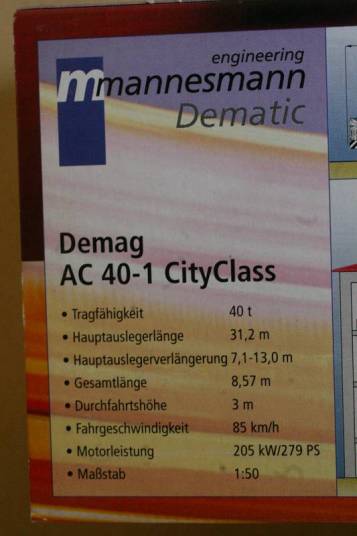 engineering
mannesmann
Dematic
Demag
AC 40-1 CityClass
• Tragfähigkeit 40 t
• Hauptauslegerlänge 31,2 m
• Hauptauslegerverlängerung 7,1-13,0 m
• Gesamtlänge 8,57 m
• Durchfahrtshöhe 3 m
• Fahrgeschwindigkeit 85 km/h
• Motorleistung 205 kW/279 PS
• Maßstab 1:50